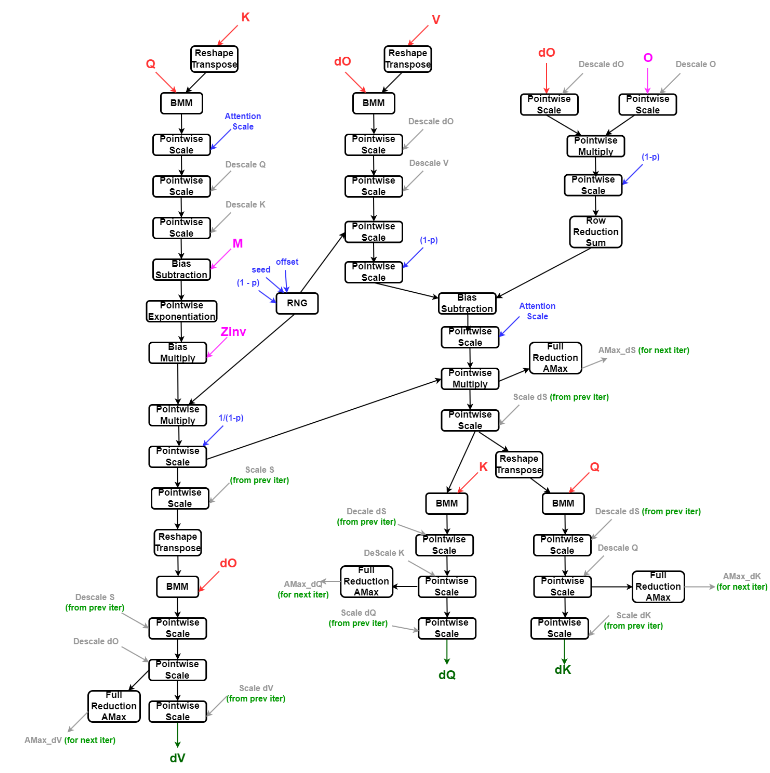 K
V
Reshape
Transpose
Reshape
Transpose
Q
dO
dO
O
Descale dO
Descale O
BMM
BMM
Pointwise
Scale
Pointwise
Scale
Attention
Scale
Descale dO
Pointwise
Scale
Pointwise
Scale
Pointwise
Multiply
(1-p)
Descale Q
Descale V
Pointwise
Scale
Pointwise
Scale
Pointwise
Scale
Descale K
Pointwise
Scale
Pointwise
Scale
Row
Reduction
Sum
M
(1-p)
Bias
Subtraction
offset
seed
(1 - p)
Pointwise
Scale
Pointwise
Exponentiation
RNG
Bias
Subtraction
Attention
Scale
ZInv
Bias
Multiply
Pointwise
Scale
Full
Reduction
AMax
AMax_dS (for next iter)
Pointwise
Multiply
Scale dS (from prev iter)
Pointwise
Multiply
1/(1-p)
Pointwise
Scale
Pointwise
Scale
Reshape
Transpose
Scale S
(from prev iter)
K
Q
Pointwise
Scale
BMM
BMM
Decale dS
(from prev iter)
Descale dS (from prev iter)
Reshape
Transpose
Pointwise
Scale
Pointwise
Scale
DeScale K
Descale Q
dO
BMM
AMax_dQ
(for next iter)
Full
Reduction
AMax
Pointwise
Scale
Pointwise
Scale
Full
Reduction
AMax
AMax_dK
(for next iter)
Descale S
(from prev iter)
Scale dQ
(from prev iter)
Pointwise
Scale
Pointwise
Scale
Scale dK
(from prev iter)
Pointwise
Scale
Descale dO
Pointwise
Scale
dQ
dK
Full
Reduction
AMax
Pointwise
Scale
Scale dV
(from prev iter)
AMax_dV (for next iter)
dV